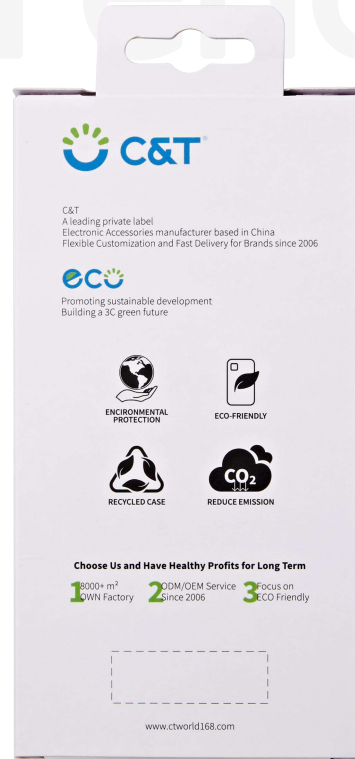 C&T
C&T
A leading private label
Electronic Accessories manufacturer based in China
Flexible Customization and Fast Delivery for Brands since 2006
eco
Promoting sustainable development
Building a 3C green future
ENCIRONMENTAL
PROTECTION
ECO-FRIENDLY
RECYCLED CASE
CO₂
REDUCE EMISSION
Choose Us and Have Healthy Profits for Long Term
1 8000+ m²
OWN Factory
2 ODM/OEM Service
Since 2006
3 Focus on
ECO Friendly
www.ctworld168.com